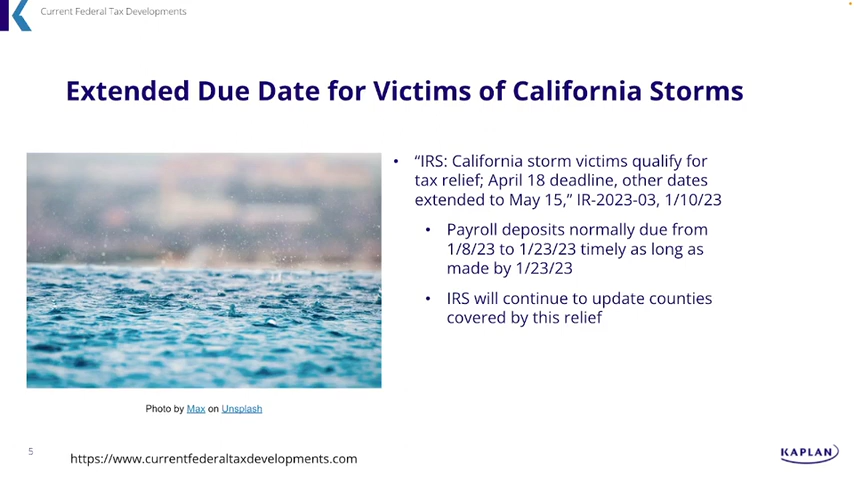 Current Federal Tax Developments
Extended Due Date for Victims of California Storms
• “IRS: California storm victims qualify for
tax relief; April 18 deadline, other dates
extended to May 15,” IR-2023-03, 1/10/23
• Payroll deposits normally due from
1/8/23 to 1/23/23 timely as long as
made by 1/23/23
• IRS will continue to update counties
covered by this relief
Photo by Max on Unsplash
5
https://www.currentfederaltaxdevelopments.com
KAPLAN